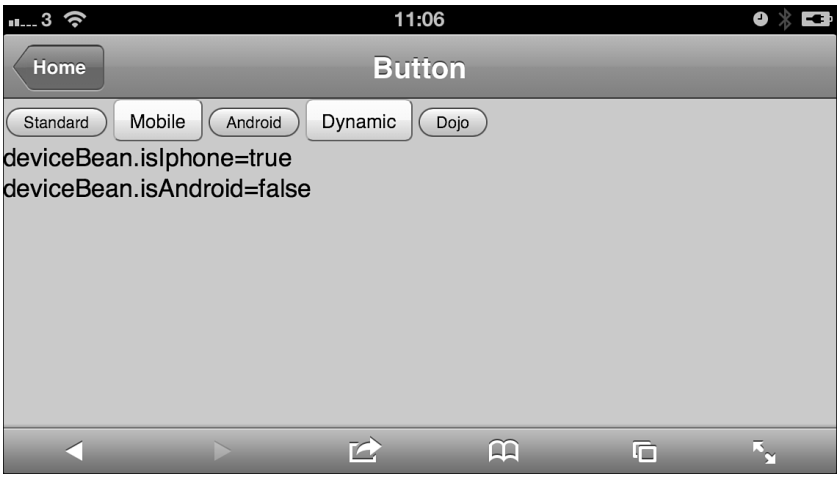 3 11:06
Home Button
Standard Mobile Android Dynamic Dojo
deviceBean.isIphone=true
deviceBean.isAndroid=false